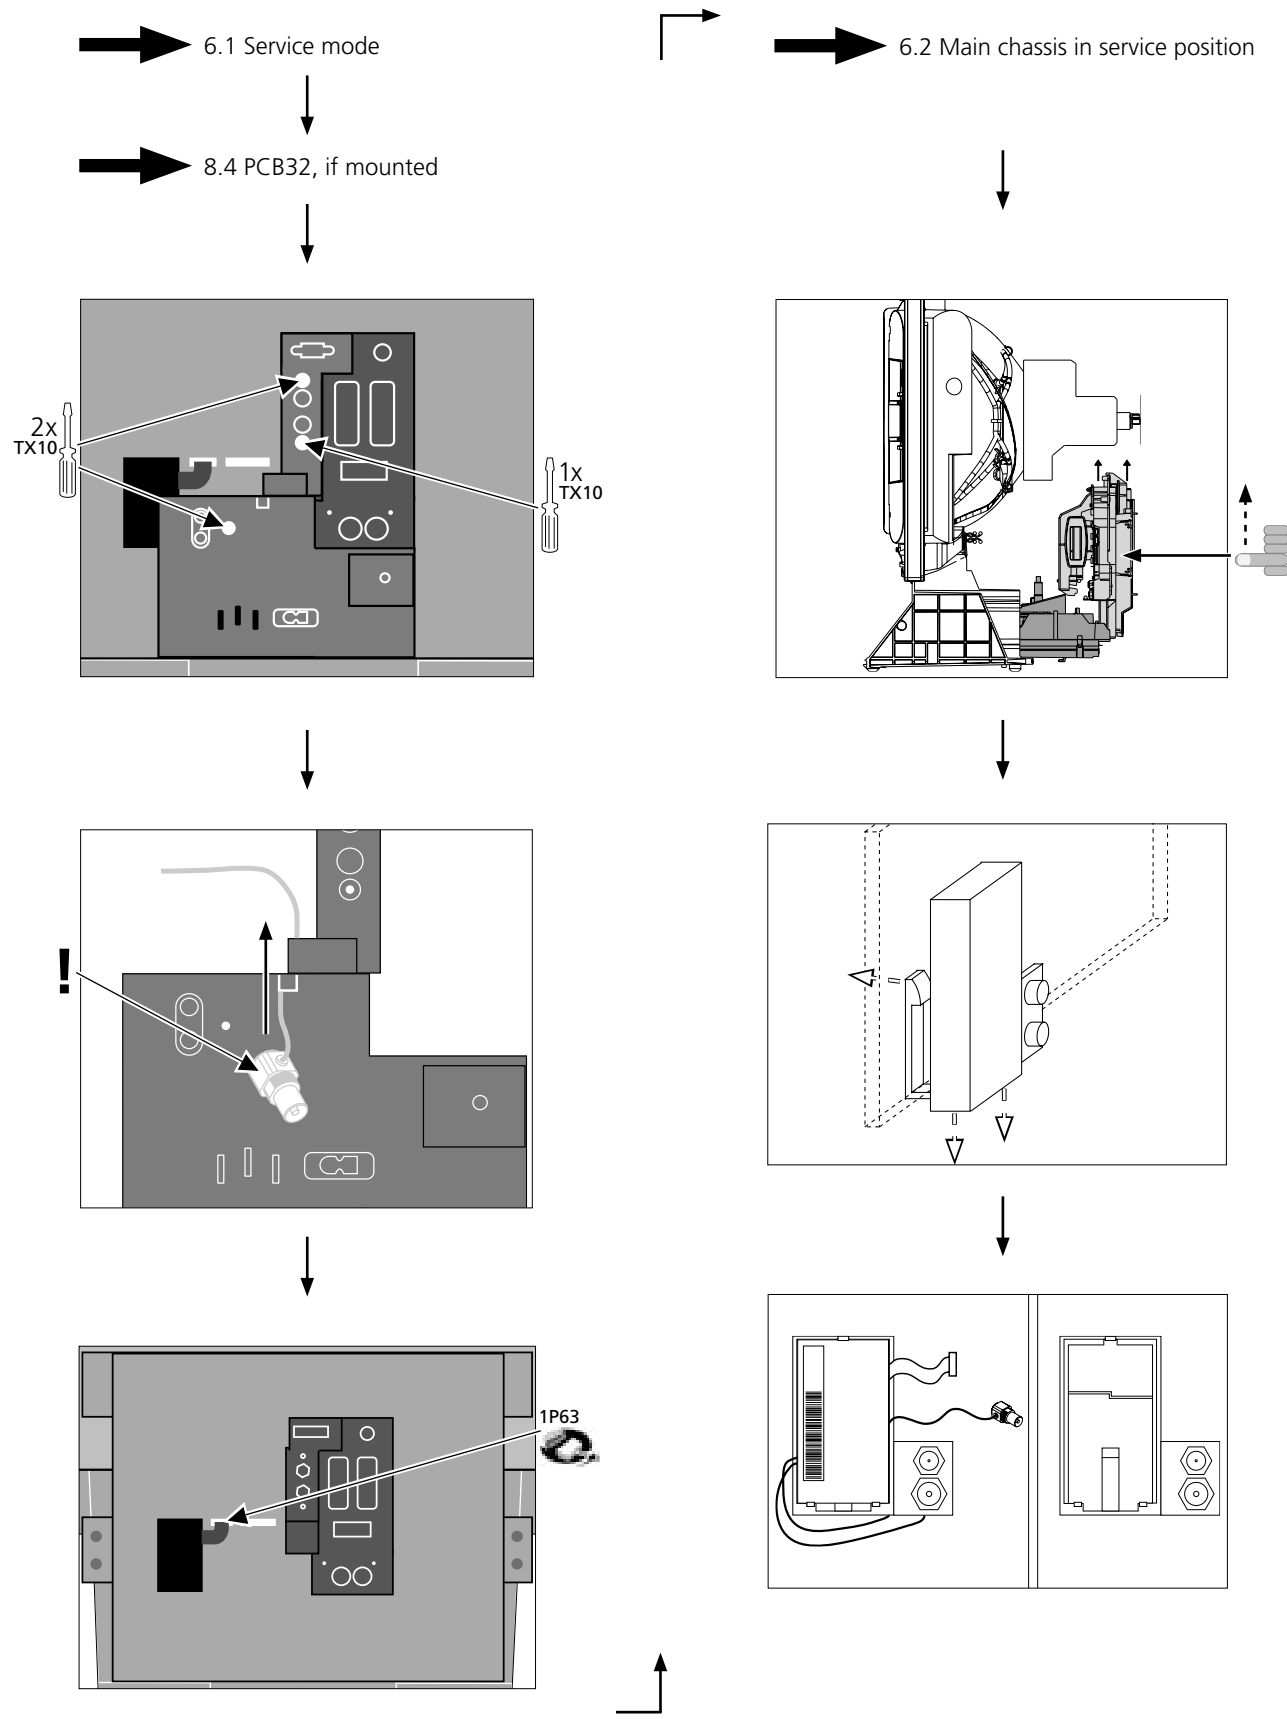 6.1 Service mode
8.4 PCB32, if mounted
2x
TX10
1x
TX10
!
1P63
6.2 Main chassis in service position